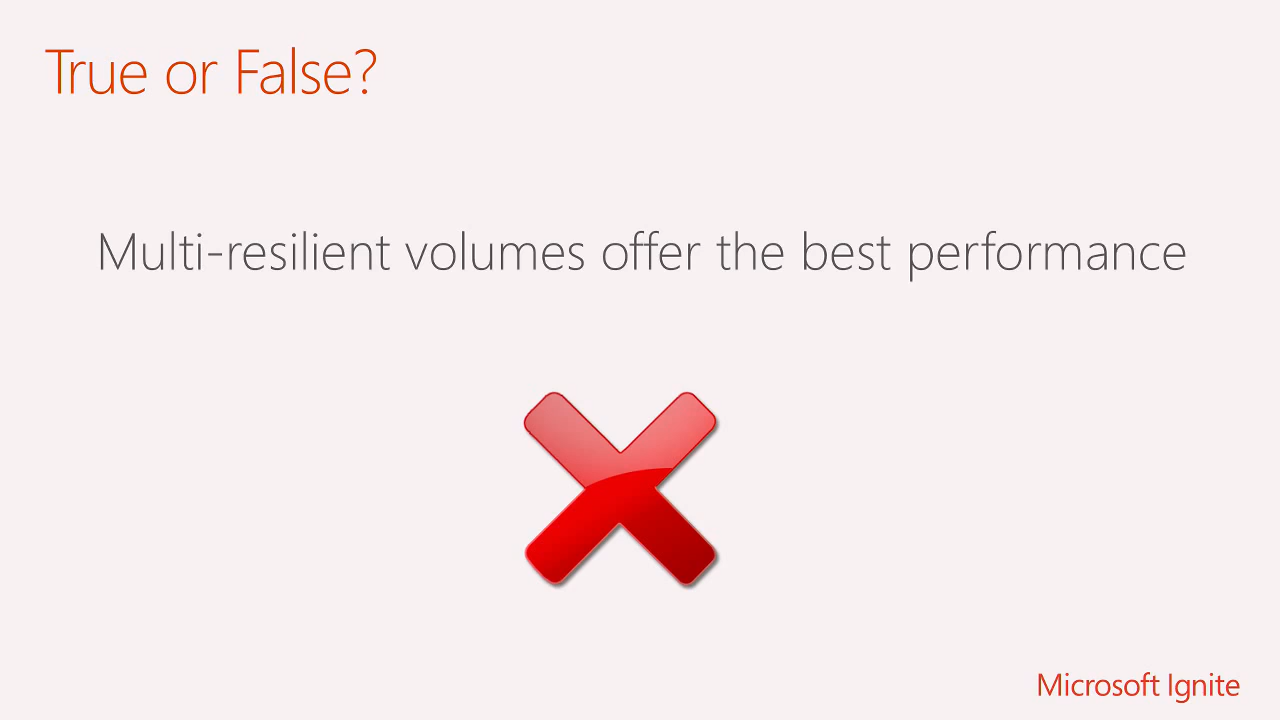 True or False?
Multi-resilient volumes offer the best performance
Microsoft Ignite